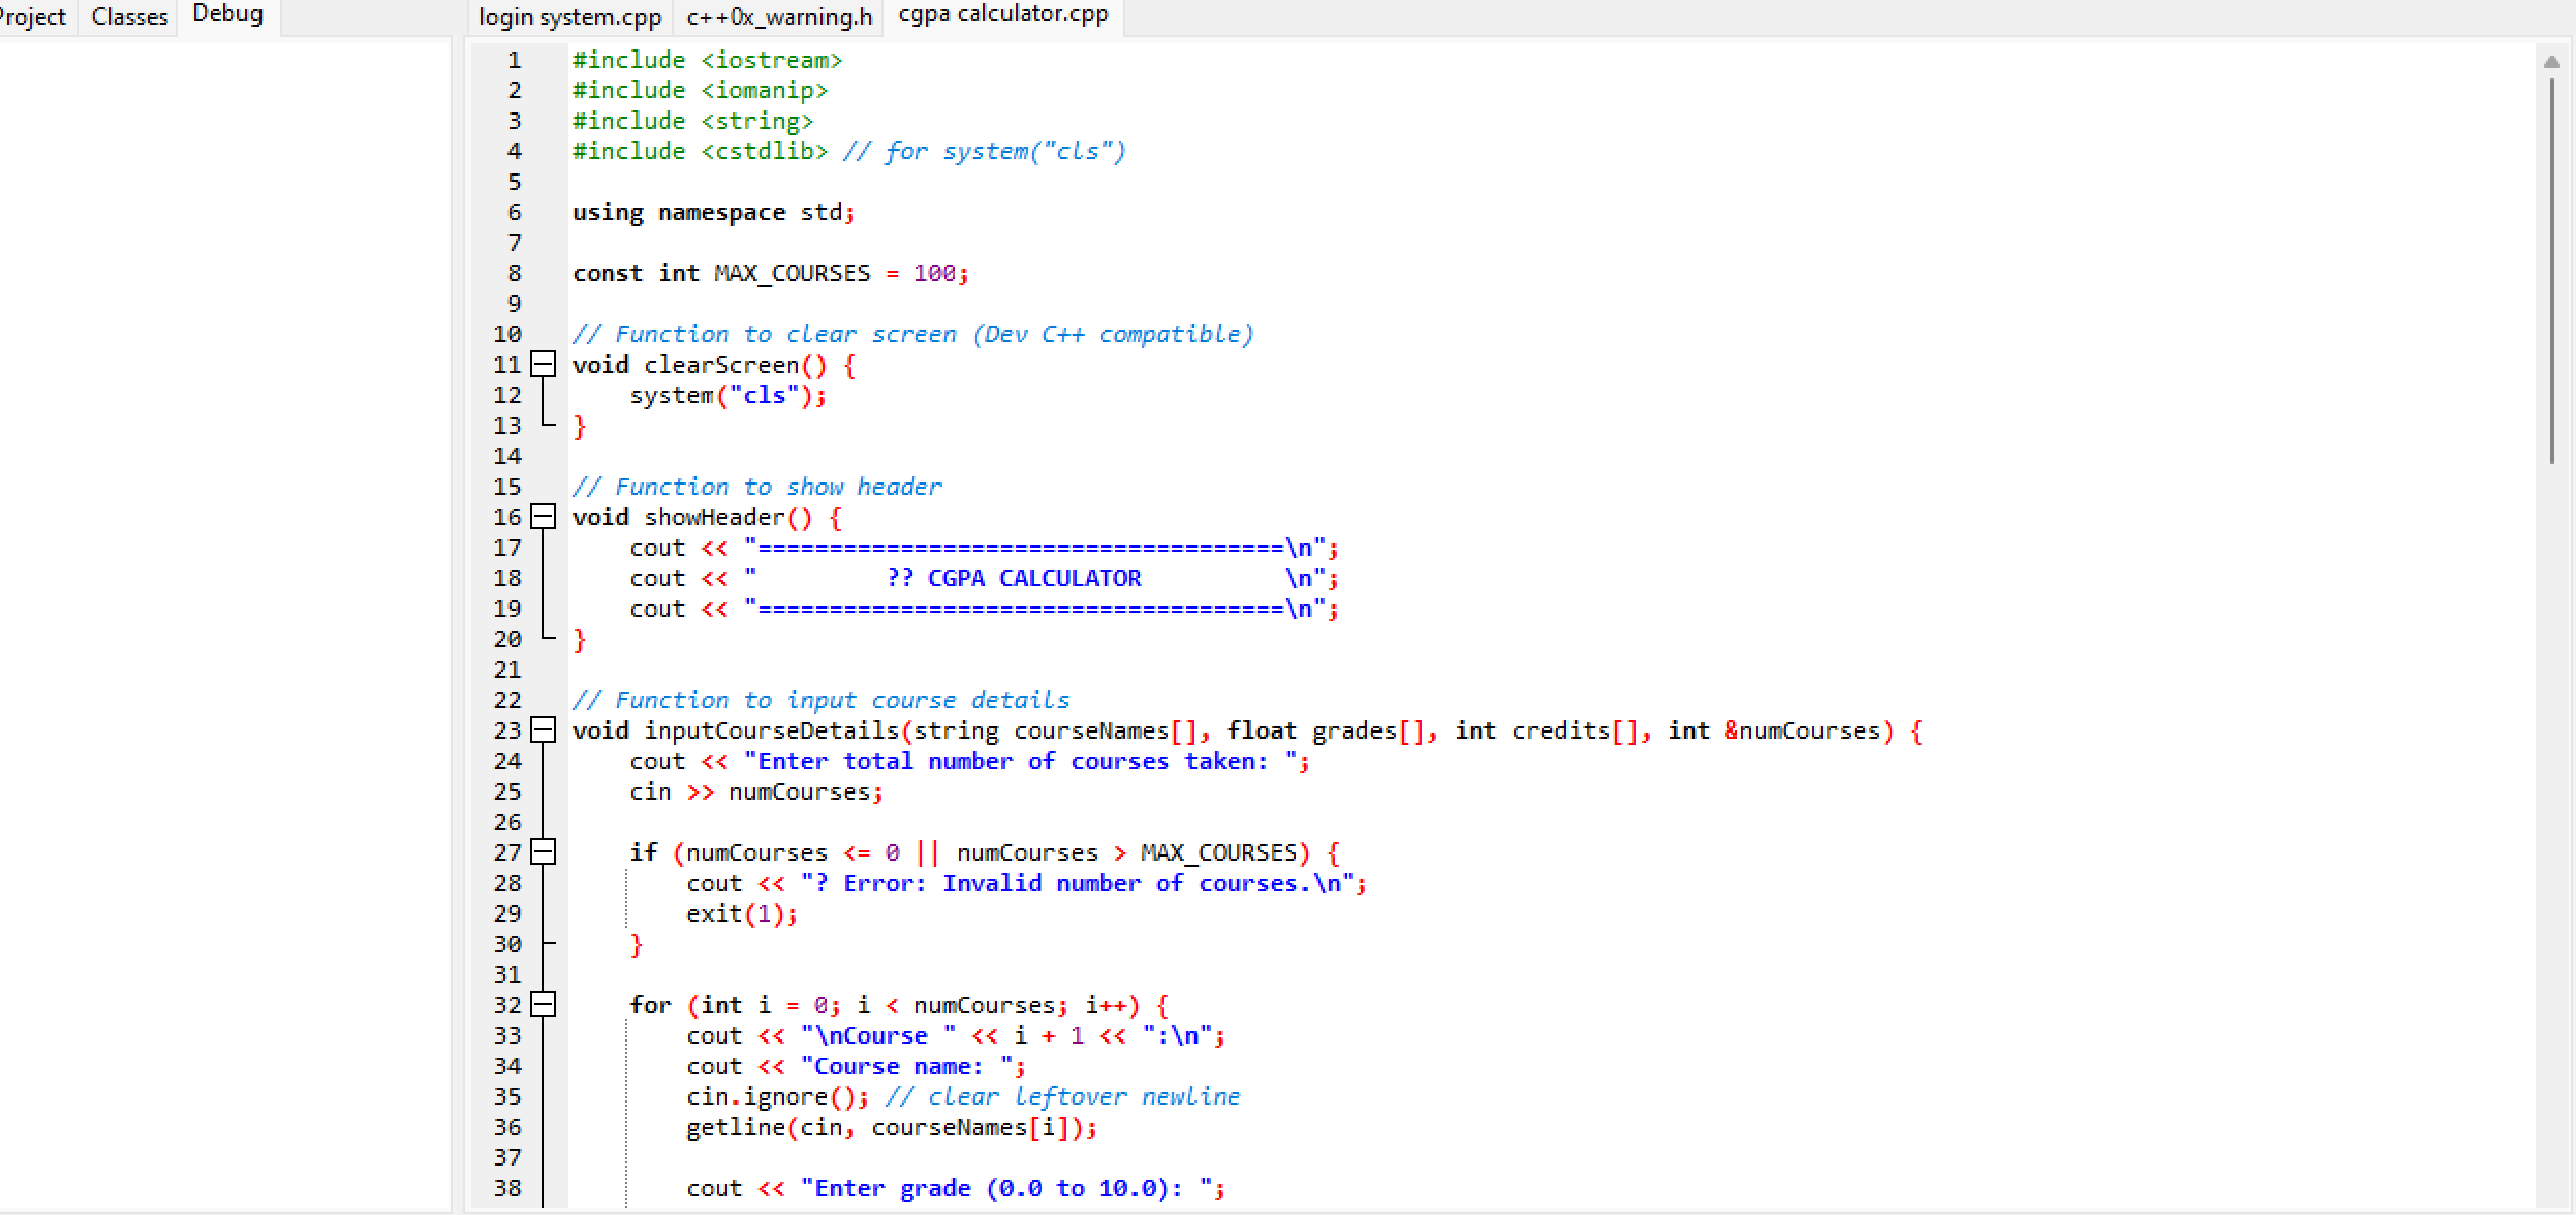 Project Classes Debug login system.cpp c++0x_warning.h cgpa calculator.cpp
1 #include <iostream>
2 #include <iomanip>
3 #include <string>
4 #include <cstdlib> // for system("cls")
5
6 using namespace std;
7
8 const int MAX_COURSES = 100;
9
10 // Function to clear screen (Dev C++ compatible)
11 void clearScreen() {
12     system("cls");
13 }
14
15 // Function to show header
16 void showHeader() {
17     cout << "=====================================\n";
18     cout << "         ?? CGPA CALCULATOR          \n";
19     cout << "=====================================\n";
20 }
21
22 // Function to input course details
23 void inputCourseDetails(string courseNames[], float grades[], int credits[], int &numCourses) {
24     cout << "Enter total number of courses taken: ";
25     cin >> numCourses;
26
27     if (numCourses <= 0 || numCourses > MAX_COURSES) {
28         cout << "? Error: Invalid number of courses.\n";
29         exit(1);
30     }
31
32     for (int i = 0; i < numCourses; i++) {
33         cout << "\nCourse " << i + 1 << ":\n";
34         cout << "Course name: ";
35         cin.ignore(); // clear leftover newline
36         getline(cin, courseNames[i]);
37
38         cout << "Enter grade (0.0 to 10.0): ";